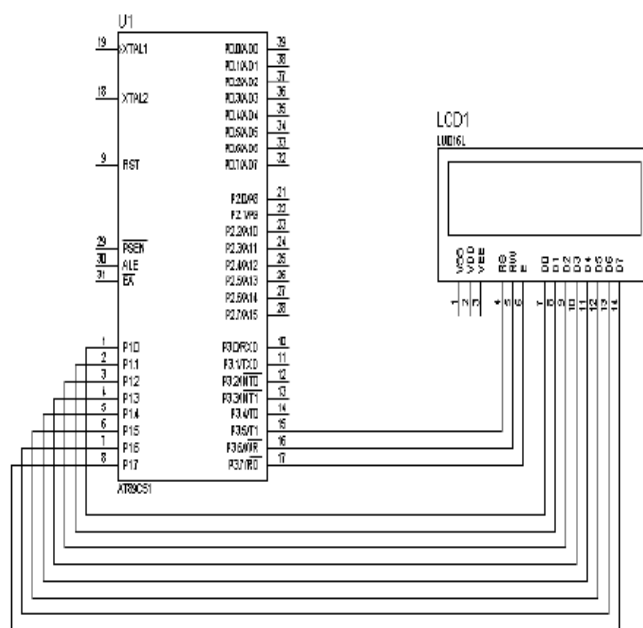 U1
19 XTAL1
18 XTAL2
9 RST
29 PSEN
30 ALE
31 EA
1 P1.0
2 P1.1
3 P1.2
4 P1.3
5 P1.4
6 P1.5
7 P1.6
8 P1.7
AT89C51
P0.0/AD0 39
P0.1/AD1 38
P0.2/AD2 37
P0.3/AD3 36
P0.4/AD4 35
P0.5/AD5 34
P0.6/AD6 33
P0.7/AD7 32
P2.0/A8 21
P2.1/A9 22
P2.2/A10 23
P2.3/A11 24
P2.4/A12 25
P2.5/A13 26
P2.6/A14 27
P2.7/A15 28
P3.0/RXD 10
P3.1/TXD 11
P3.2/INT0 12
P3.3/INT1 13
P3.4/T0 14
P3.5/T1 15
P3.6/WR 16
P3.7/RD 17
LCD1
VDD VEE RS RW E D0 D1 D2 D3 D4 D5 D6 D7
1 2 3 4 5 6 7 8 9 10 11 12 13 14